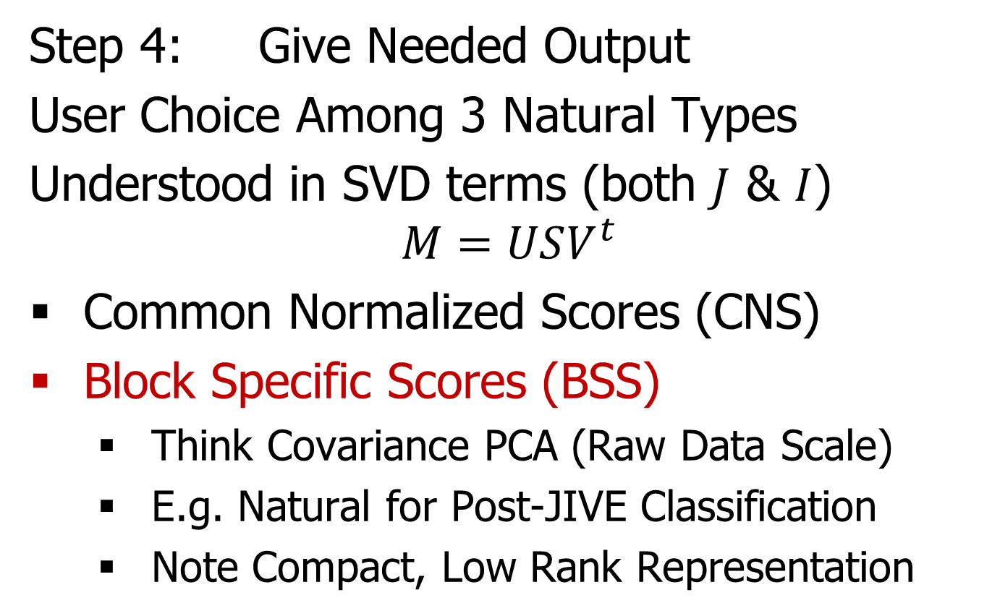 Step 4: Give Needed Output
User Choice Among 3 Natural Types
Understood in SVD terms (both J & I)
M = USVᵗ
▪ Common Normalized Scores (CNS)
▪ Block Specific Scores (BSS)
▪ Think Covariance PCA (Raw Data Scale)
▪ E.g. Natural for Post-JIVE Classification
▪ Note Compact, Low Rank Representation